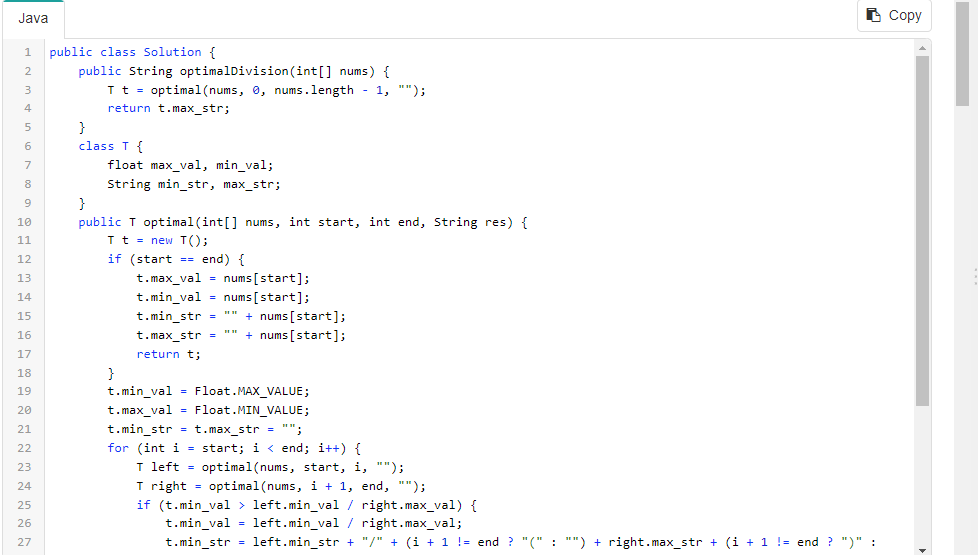 Java
Copy
1 public class Solution {
2     public String optimalDivision(int[] nums) {
3         T t = optimal(nums, 0, nums.length - 1, "");
4         return t.max_str;
5     }
6     class T {
7         float max_val, min_val;
8         String min_str, max_str;
9     }
10     public T optimal(int[] nums, int start, int end, String res) {
11         T t = new T();
12         if (start == end) {
13             t.max_val = nums[start];
14             t.min_val = nums[start];
15             t.min_str = "" + nums[start];
16             t.max_str = "" + nums[start];
17             return t;
18         }
19         t.min_val = Float.MAX_VALUE;
20         t.max_val = Float.MIN_VALUE;
21         t.min_str = t.max_str = "";
22         for (int i = start; i < end; i++) {
23             T left = optimal(nums, start, i, "");
24             T right = optimal(nums, i + 1, end, "");
25             if (t.min_val > left.min_val / right.max_val) {
26                 t.min_val = left.min_val / right.max_val;
27                 t.min_str = left.min_str + "/" + (i + 1 != end ? "(" : "") + right.max_str + (i + 1 != end ? ")" :